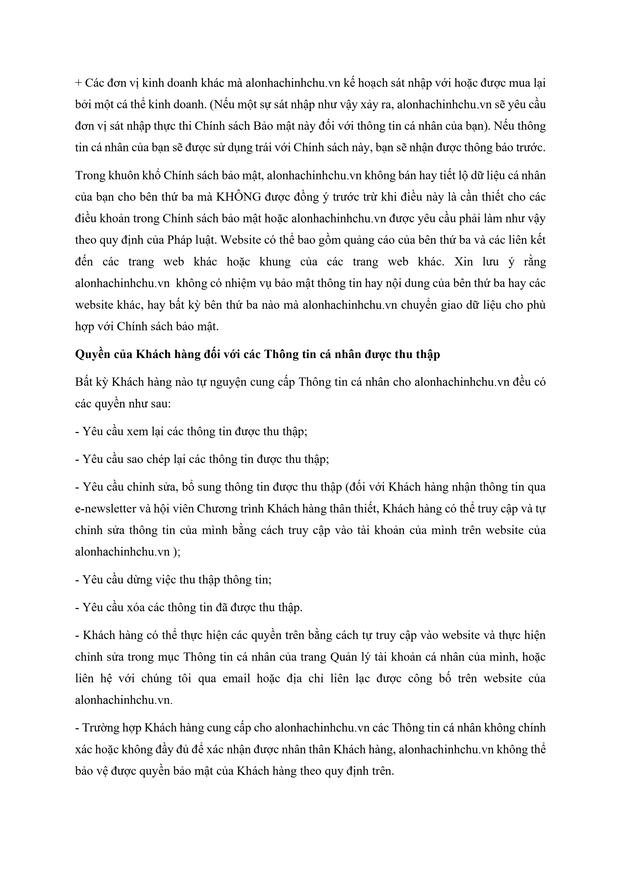 + Các đơn vị kinh doanh khác mà alonhachinhchu.vn kế hoạch sát nhập với hoặc được mua lại
bởi một cá thể kinh doanh. (Nếu một sự sát nhập như vậy xảy ra, alonhachinhchu.vn sẽ yêu cầu
đơn vị sát nhập thực thi Chính sách Bảo mật này đối với thông tin cá nhân của bạn). Nếu thông
tin cá nhân của bạn sẽ được sử dụng trái với Chính sách này, bạn sẽ nhận được thông báo trước.
Trong khuôn khổ Chính sách bảo mật, alonhachinhchu.vn không bán hay tiết lộ dữ liệu cá nhân
của bạn cho bên thứ ba mà KHÔNG được đồng ý trước trừ khi điều này là cần thiết cho các
điều khoản trong Chính sách bảo mật hoặc alonhachinhchu.vn được yêu cầu phải làm như vậy
theo quy định của Pháp luật. Website có thể bao gồm quảng cáo của bên thứ ba và các liên kết
đến các trang web khác hoặc khung của các trang web khác. Xin lưu ý rằng
alonhachinhchu.vn không có nhiệm vụ bảo mật thông tin hay nội dung của bên thứ ba hay các
website khác, hay bất kỳ bên thứ ba nào mà alonhachinhchu.vn chuyển giao dữ liệu cho phù
hợp với Chính sách bảo mật.
Quyền của Khách hàng đối với các Thông tin cá nhân được thu thập
Bất kỳ Khách hàng nào tự nguyện cung cấp Thông tin cá nhân cho alonhachinhchu.vn đều có
các quyền như sau:
- Yêu cầu xem lại các thông tin được thu thập;
- Yêu cầu sao chép lại các thông tin được thu thập;
- Yêu cầu chỉnh sửa, bổ sung thông tin được thu thập (đối với Khách hàng nhận thông tin qua
e-newsletter và hội viên Chương trình Khách hàng thân thiết, Khách hàng có thể truy cập và tự
chỉnh sửa thông tin của mình bằng cách truy cập vào tài khoản của mình trên website của
alonhachinhchu.vn );
- Yêu cầu dừng việc thu thập thông tin;
- Yêu cầu xóa các thông tin đã được thu thập.
- Khách hàng có thể thực hiện các quyền trên bằng cách tự truy cập vào website và thực hiện
chỉnh sửa trong mục Thông tin cá nhân của trang Quản lý tài khoản cá nhân của mình, hoặc
liên hệ với chúng tôi qua email hoặc địa chỉ liên lạc được công bố trên website của
alonhachinhchu.vn.
- Trường hợp Khách hàng cung cấp cho alonhachinhchu.vn các Thông tin cá nhân không chính
xác hoặc không đầy đủ để xác nhận được nhân thân Khách hàng, alonhachinhchu.vn không thể
bảo vệ được quyền bảo mật của Khách hàng theo quy định trên.